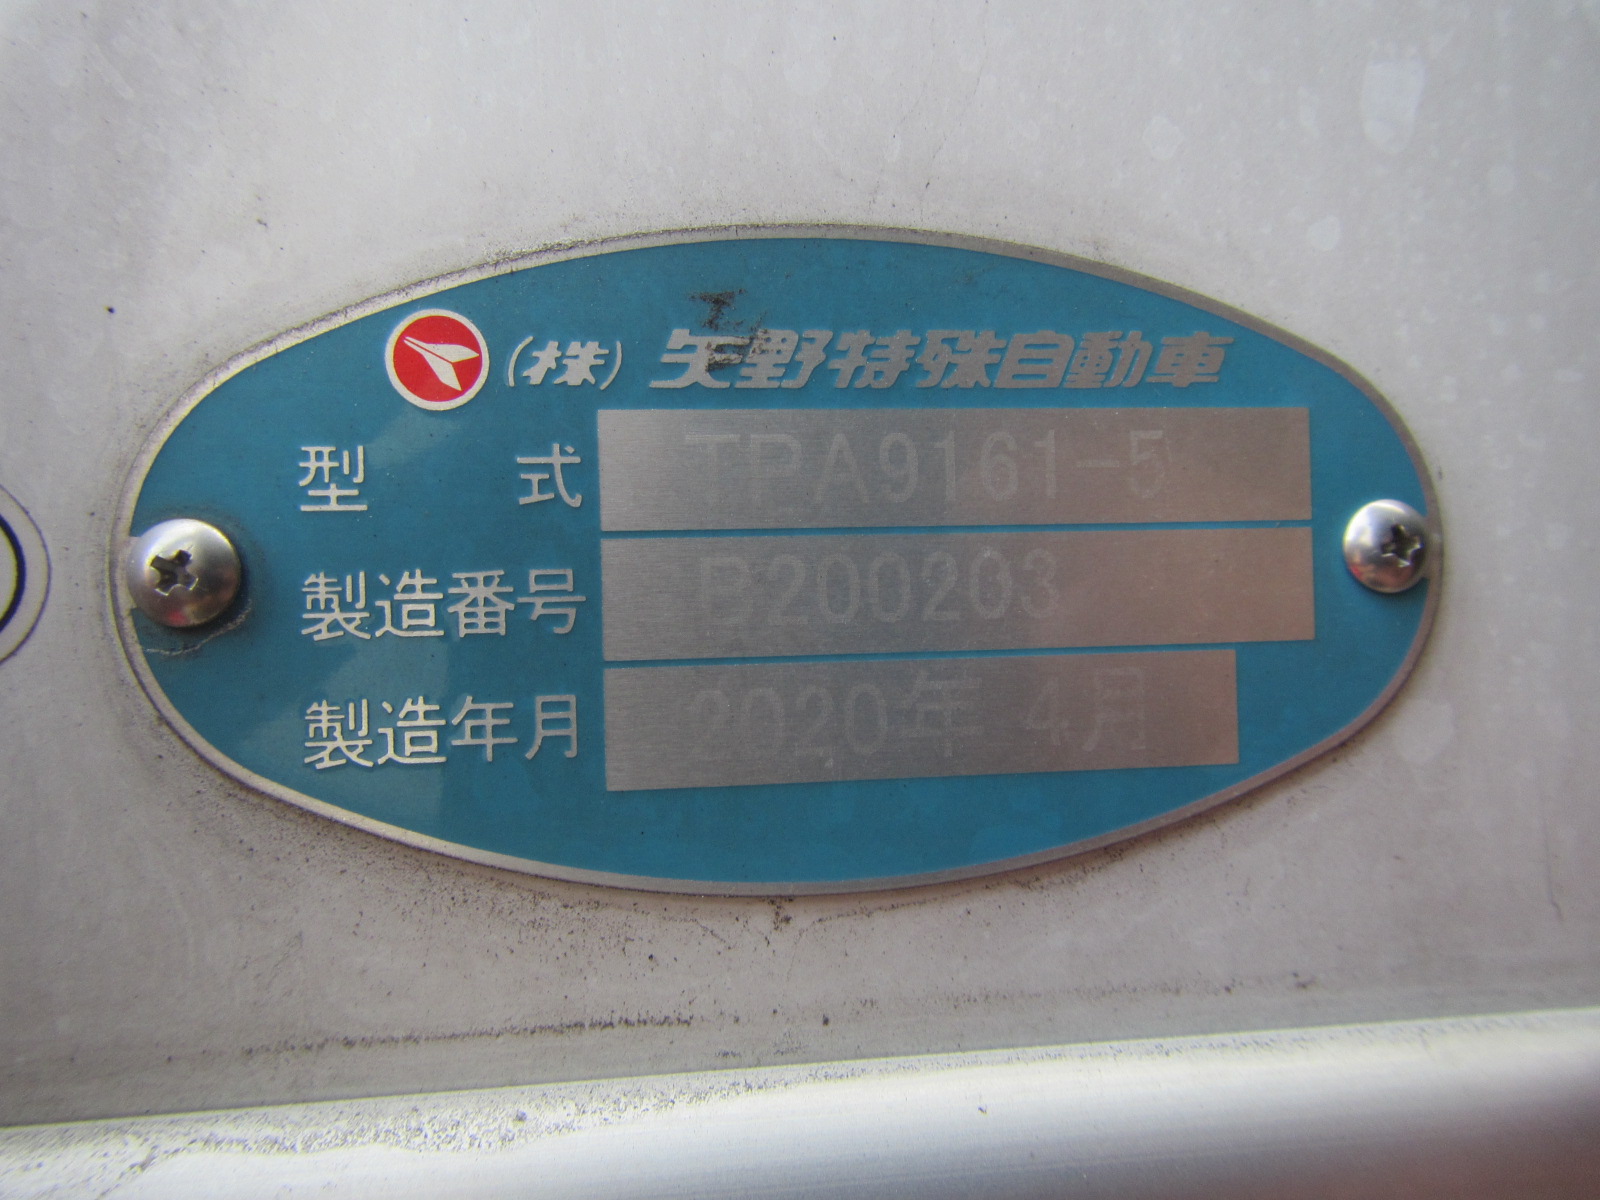 (株) 矢野特殊自動車
型 式 TPA9161-5
製造番号 B200203
製造年月 2020年 4月